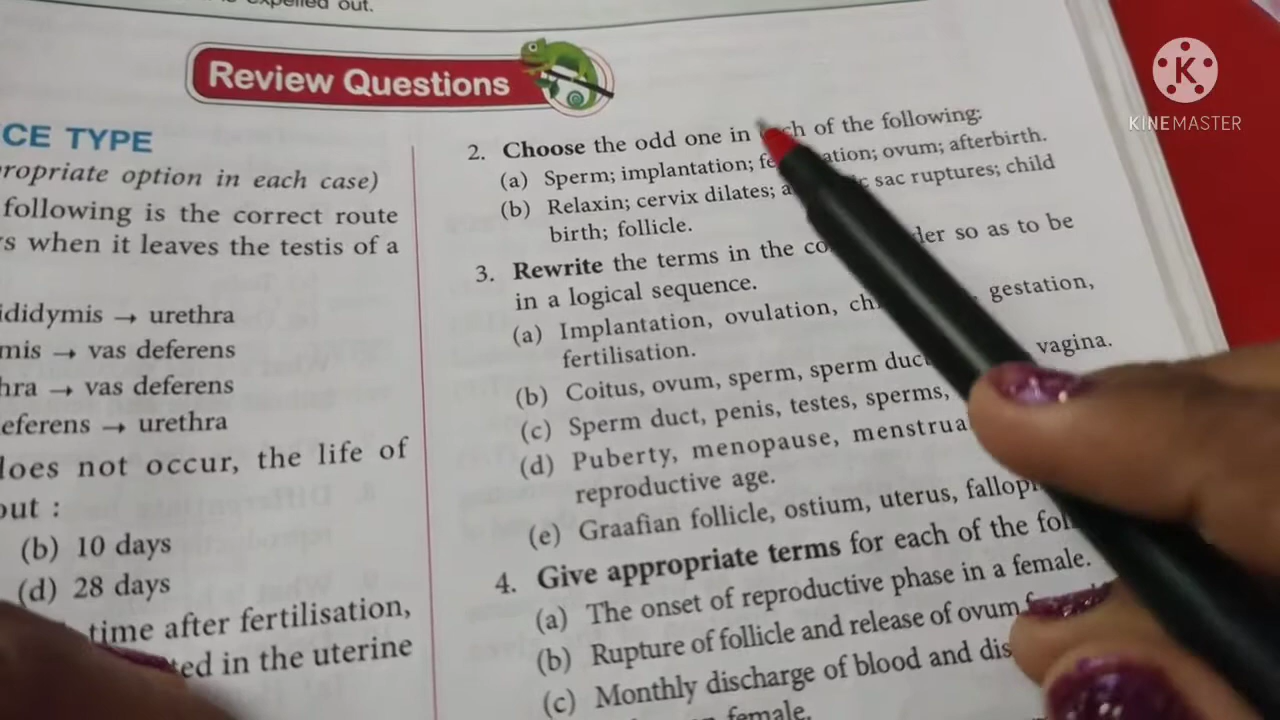 expelled out.
Review Questions
KINEMASTER
CE TYPE
ropriate option in each case)
following is the correct route
s when it leaves the testis of a
ididymis → urethra
mis → vas deferens
hra → vas deferens
eferens → urethra
does not occur, the life of
out :
(b) 10 days
(d) 28 days
time after fertilisation,
ted in the uterine
2. Choose the odd one in each of the following:
(a) Sperm; implantation; fe ation; ovum; afterbirth.
(b) Relaxin; cervix dilates; a c sac ruptures; child
birth; follicle.
3. Rewrite the terms in the co der so as to be
in a logical sequence.
(a) Implantation, ovulation, ch , gestation,
fertilisation.
(b) Coitus, ovum, sperm, sperm duc vagina.
(c) Sperm duct, penis, testes, sperms,
(d) Puberty, menopause, menstrua
reproductive age.
(e) Graafian follicle, ostium, uterus, fallop
4. Give appropriate terms for each of the fol
(a) The onset of reproductive phase in a female.
(b) Rupture of follicle and release of ovum
(c) Monthly discharge of blood and dis
female.